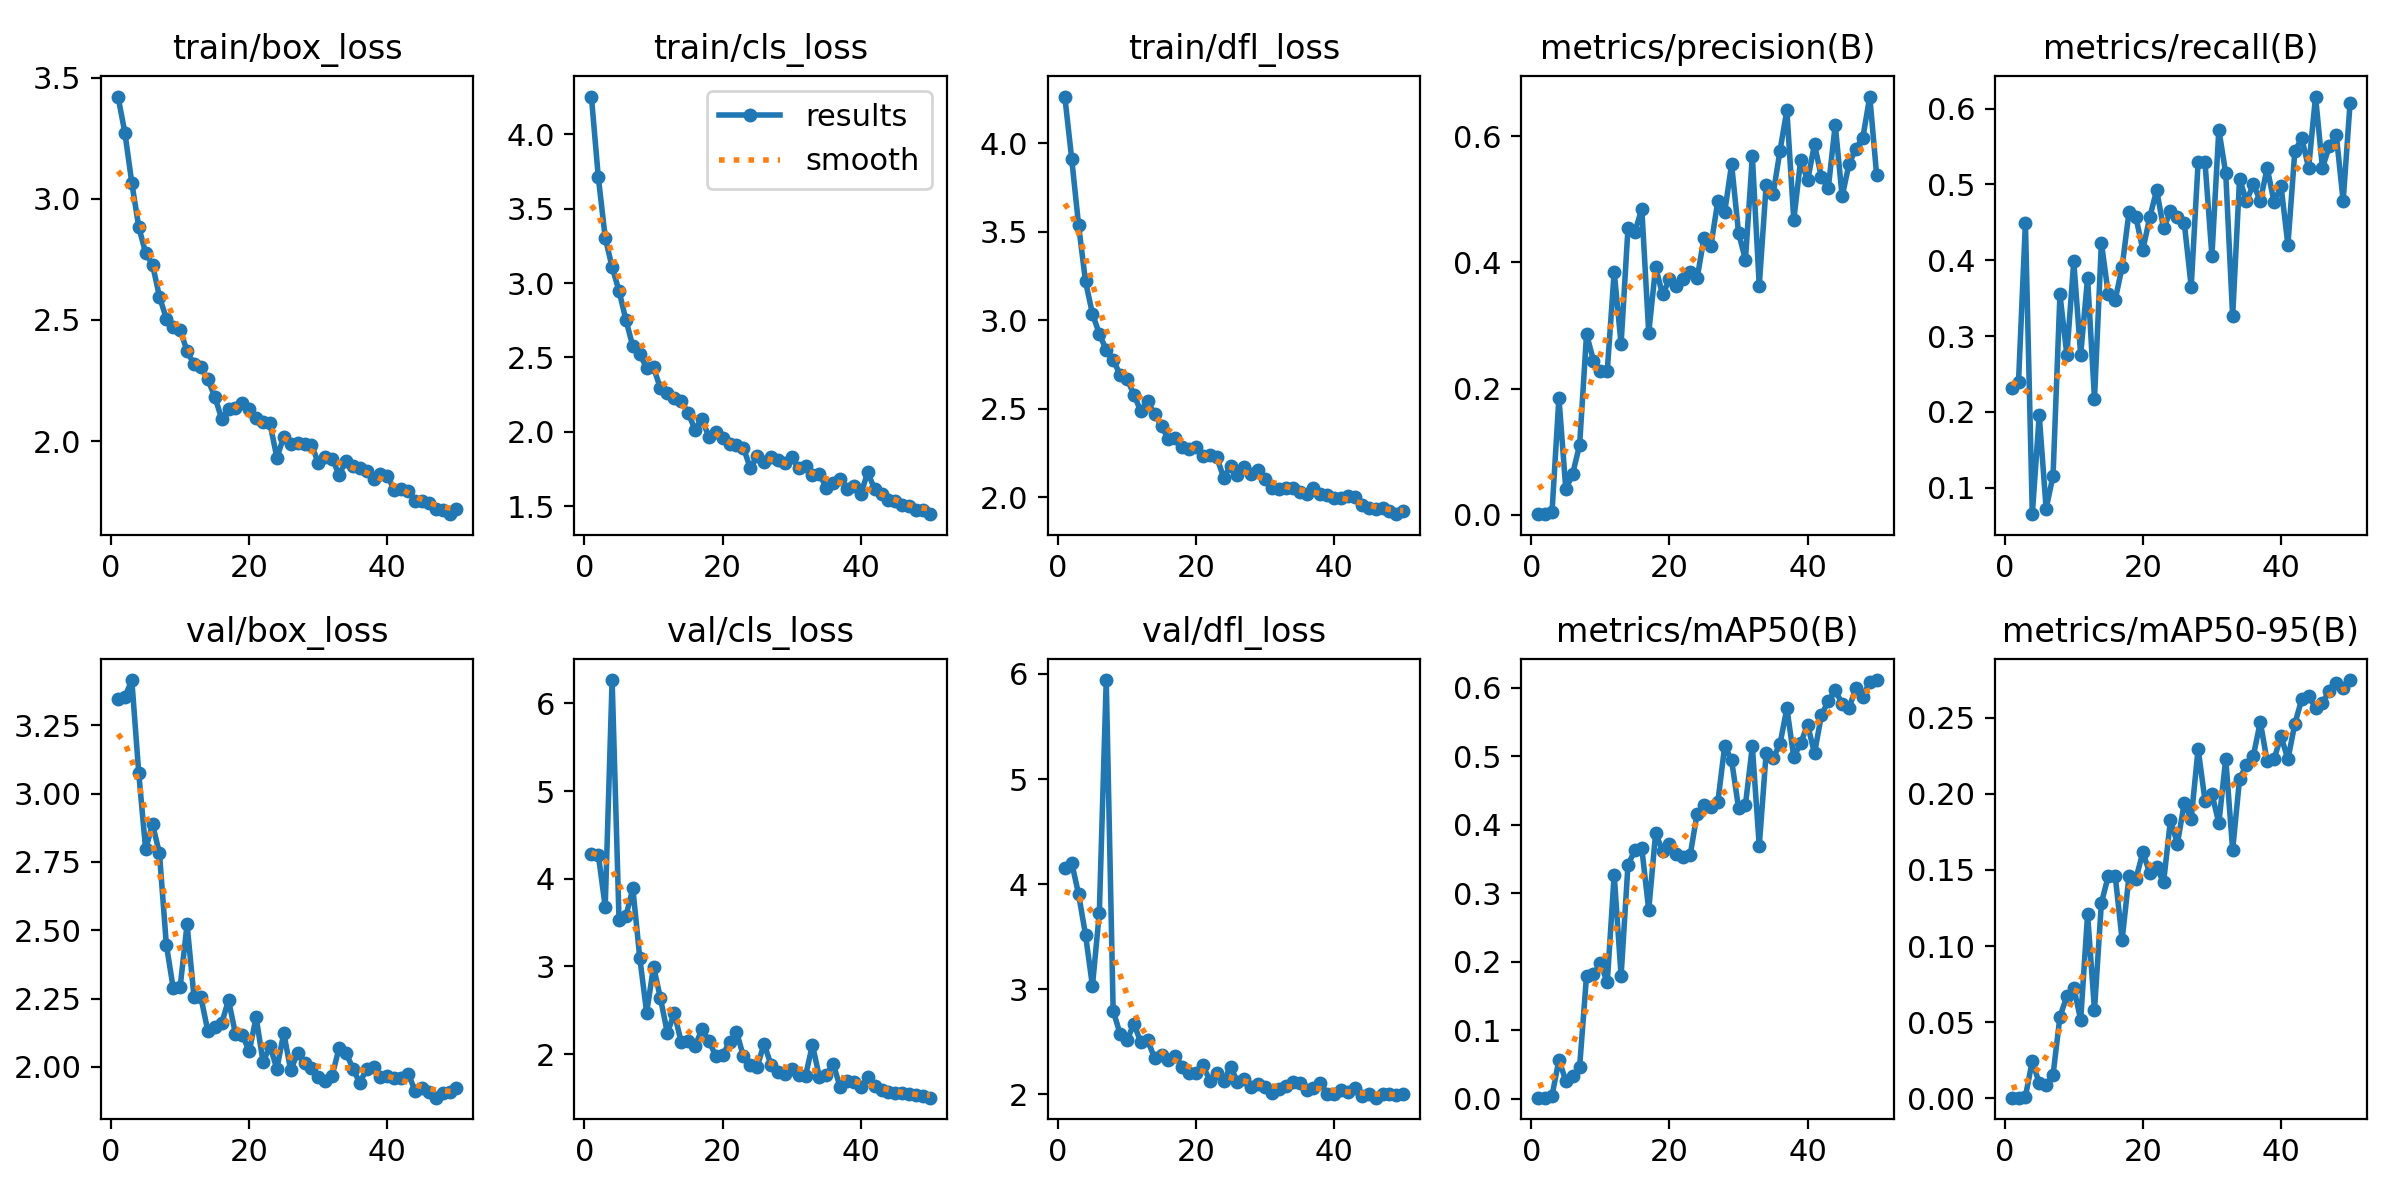 train/box_loss
3.5
3.0
2.5
2.0
0 20 40
train/cls_loss
results
smooth
4.0
3.5
3.0
2.5
2.0
1.5
0 20 40
train/dfl_loss
4.0
3.5
3.0
2.5
2.0
0 20 40
metrics/precision(B)
0.6
0.4
0.2
0.0
0 20 40
metrics/recall(B)
0.6
0.5
0.4
0.3
0.2
0.1
0 20 40
val/box_loss
3.25
3.00
2.75
2.50
2.25
2.00
0 20 40
val/cls_loss
6
5
4
3
2
0 20 40
val/dfl_loss
6
5
4
3
2
0 20 40
metrics/mAP50(B)
0.6
0.5
0.4
0.3
0.2
0.1
0.0
0 20 40
metrics/mAP50-95(B)
0.25
0.20
0.15
0.10
0.05
0.00
0 20 40